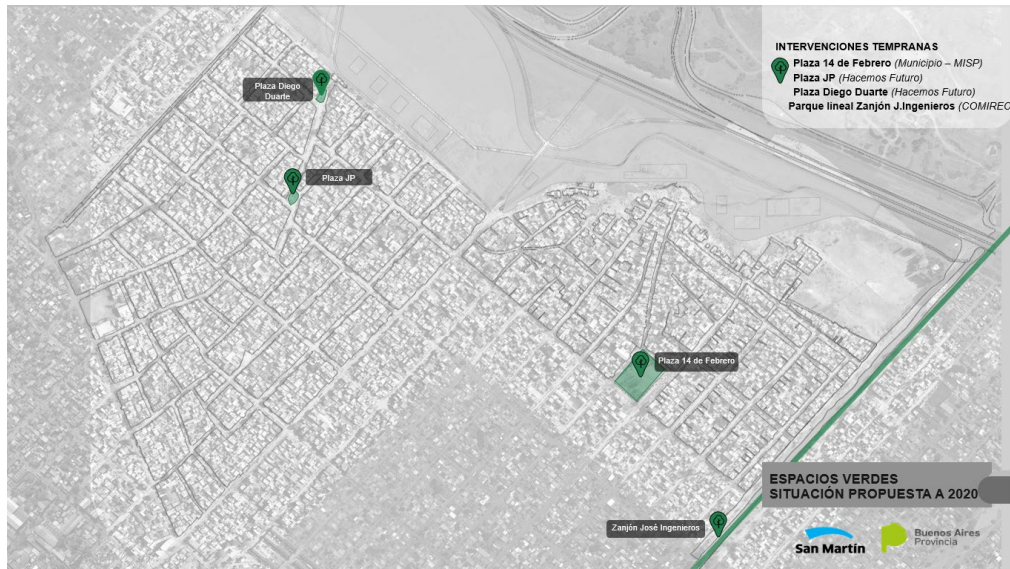 INTERVENCIONES TEMPRANAS
Plaza 14 de Febrero (Municipio – MISP)
Plaza JP (Hacemos Futuro)
Plaza Diego Duarte (Hacemos Futuro)
Parque lineal Zanjón J.Ingenieros (COMIREC
Plaza Diego
Duarte
Plaza JP
Plaza 14 de Febrero
Zanjón José Ingenieros
ESPACIOS VERDES
SITUACIÓN PROPUESTA A 2020
San Martín
Buenos Aires
Provincia